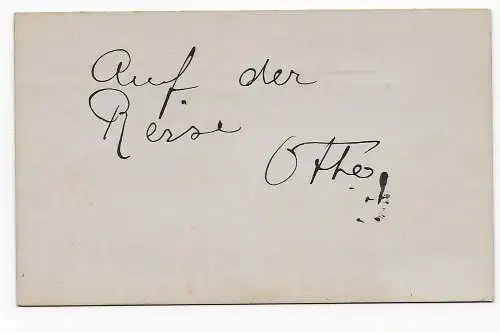 Auf der
Reise
Otto!